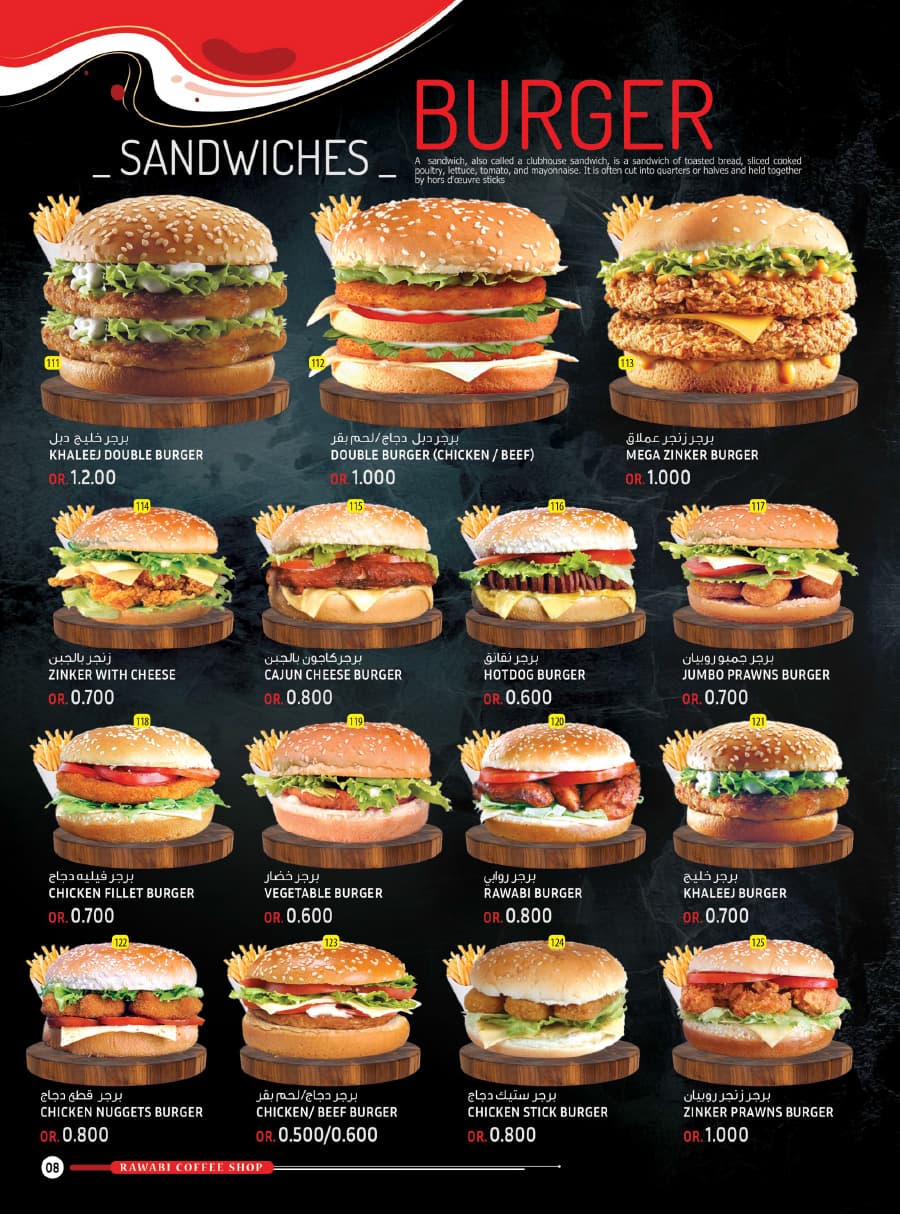 BURGER
_ SANDWICHES _
A sandwich, also called a clubhouse sandwich, is a sandwich of toasted bread, sliced cooked
poultry, lettuce, tomato, and mayonnaise. It is often cut into quarters or halves and held together
by hors d'œuvre sticks
111
برجر خليج دبل
KHALEEJ DOUBLE BURGER
OR. 1.2.00
112
برجر دبل دجاج/لحم بقر
DOUBLE BURGER (CHICKEN / BEEF)
OR. 1.000
113
برجر زنجر عملاق
MEGA ZINKER BURGER
OR. 1.000
114
زنجر بالجبن
ZINKER WITH CHEESE
OR. 0.700
115
برجر كاجون بالجبن
CAJUN CHEESE BURGER
OR. 0.800
116
برجر نقانق
HOTDOG BURGER
OR. 0.600
117
برجر جمبو روبيان
JUMBO PRAWNS BURGER
OR. 0.700
118
برجر فيليه دجاج
CHICKEN FILLET BURGER
OR. 0.700
119
برجر خضار
VEGETABLE BURGER
OR. 0.600
120
برجر روابي
RAWABI BURGER
OR. 0.800
121
برجر خليج
KHALEEJ BURGER
OR. 0.700
122
برجر قطع دجاج
CHICKEN NUGGETS BURGER
OR. 0.800
123
برجر دجاج/لحم بقر
CHICKEN/ BEEF BURGER
OR. 0.500/0.600
124
برجر ستيك دجاج
CHICKEN STICK BURGER
OR. 0.800
125
برجر زنجر روبيان
ZINKER PRAWNS BURGER
OR. 1.000
08
RAWABI COFFEE SHOP